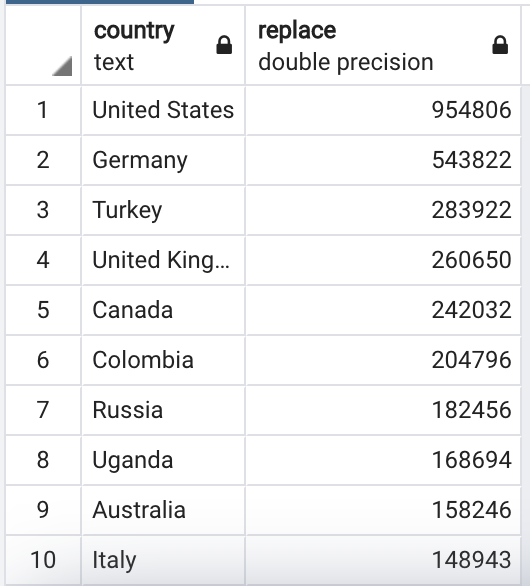 country replace
text double precision
1 United States 954806
2 Germany 543822
3 Turkey 283922
4 United King... 260650
5 Canada 242032
6 Colombia 204796
7 Russia 182456
8 Uganda 168694
9 Australia 158246
10 Italy 148943